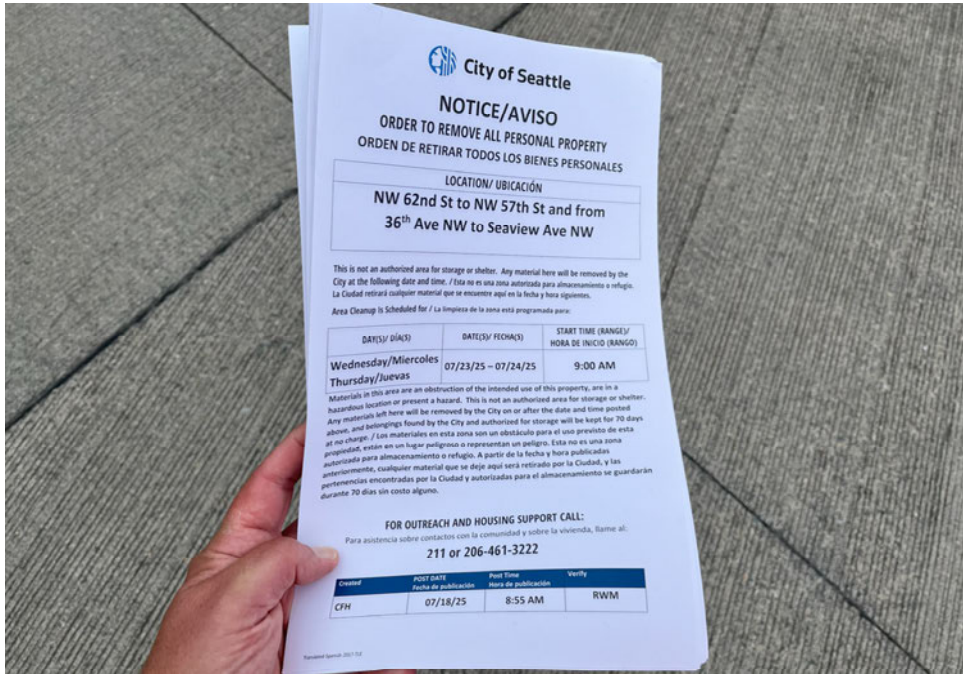 City of Seattle
NOTICE/AVISO
ORDER TO REMOVE ALL PERSONAL PROPERTY
ORDEN DE RETIRAR TODOS LOS BIENES PERSONALES
LOCATION/ UBICACIÓN
NW 62nd St to NW 57th St and from
36th Ave NW to Seaview Ave NW
This is not an authorized area for storage or shelter. Any material here will be removed by the
City at the following date and time. / Esta no es una zona autorizada para almacenamiento o refugio.
La Ciudad retirará cualquier material que se encuentre aquí en la fecha y hora siguientes.
Area Cleanup Is Scheduled for / La limpieza de la zona está programada para:
DAY(S)/ DÍA(S) DATE(S)/ FECHA(S) START TIME (RANGE)/
HORA DE INICIO (RANGO)
Wednesday/Miercoles 07/23/25 – 07/24/25 9:00 AM
Thursday/Juevas
Materials in this area are an obstruction of the intended use of this property, are in a
hazardous location or present a hazard. This is not an authorized area for storage or shelter.
Any materials left here will be removed by the City on or after the date and time posted
above, and belongings found by the City and authorized for storage will be kept for 70 days
at no charge. / Los materiales en esta zona son un obstáculo para el uso previsto de esta
propiedad, están en un lugar peligroso o representan un peligro. Esta no es una zona
autorizada para almacenamiento o refugio. A partir de la fecha y hora publicadas
anteriormente, cualquier material que se deje aquí será retirado por la Ciudad, y las
pertenencias encontradas por la Ciudad y autorizadas para el almacenamiento se guardarán
durante 70 días sin costo alguno.
FOR OUTREACH AND HOUSING SUPPORT CALL:
Para asistencia sobre contactos con la comunidad y sobre la vivienda, llame al:
211 or 206-461-3222
Created POST DATE Post Time Verify
Fecha de publicación Hora de publicación
CFH 07/18/25 8:55 AM RWM
Translated Spanish 2017